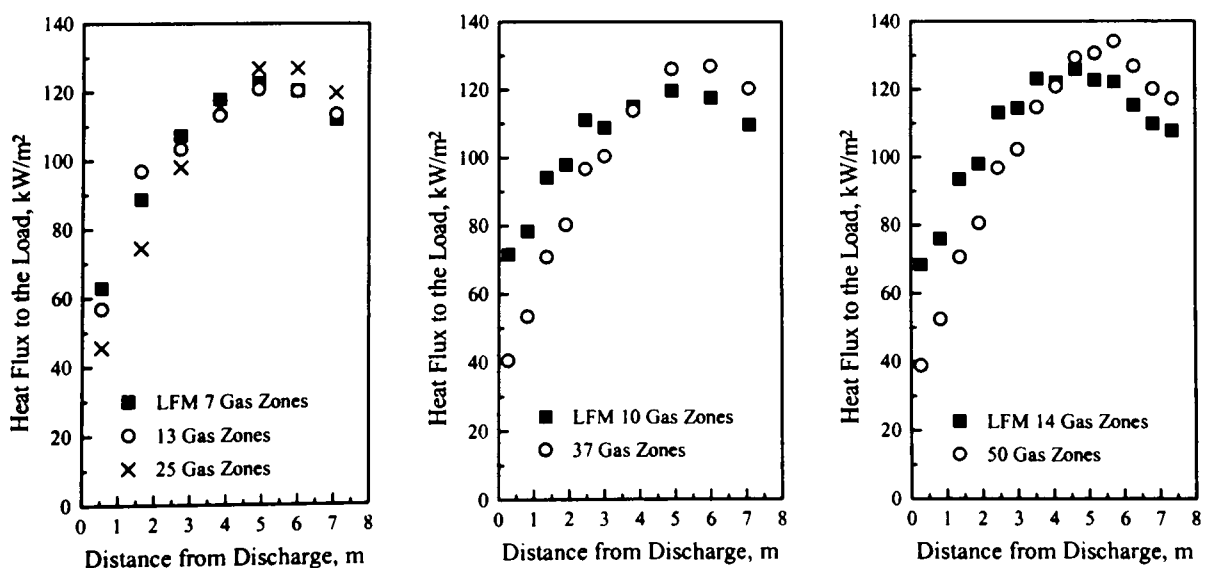 Heat Flux to the Load, kW/m²
140
120
100
80
60
40
20
0
LFM 7 Gas Zones
13 Gas Zones
25 Gas Zones
0 1 2 3 4 5 6 7 8
Distance from Discharge, m
Heat Flux to the Load, kW/m²
140
120
100
80
60
40
20
0
LFM 10 Gas Zones
37 Gas Zones
0 1 2 3 4 5 6 7 8
Distance from Discharge, m
Heat Flux to the Load, kW/m²
140
120
100
80
60
40
20
0
LFM 14 Gas Zones
50 Gas Zones
0 1 2 3 4 5 6 7 8
Distance from Discharge, m